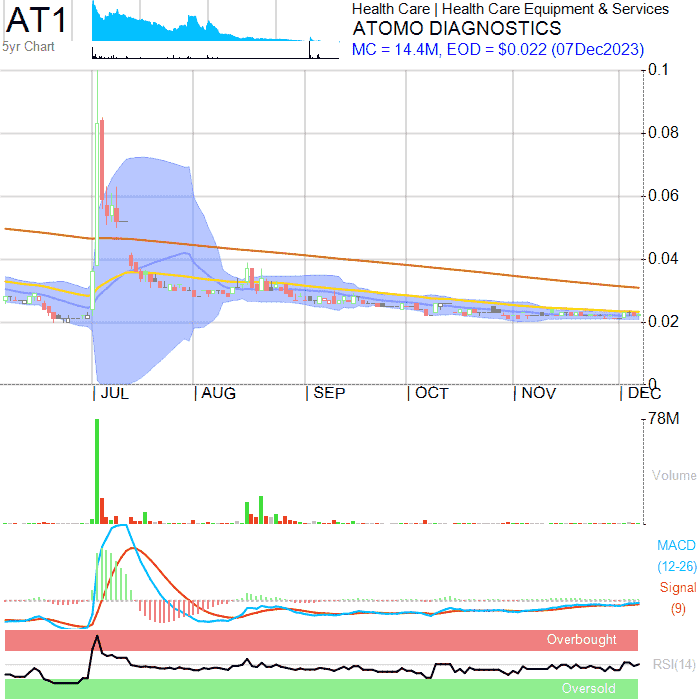 AT1
5yr Chart
Health Care | Health Care Equipment & Services
ATOMO DIAGNOSTICS
MC = 14.4M, EOD = $0.022 (07Dec2023)
0.1
0.08
0.06
0.04
0.02
0
JUL AUG SEP OCT NOV DEC
78M
Volume
MACD
(12-26)
Signal
(9)
Overbought
RSI(14)
Oversold